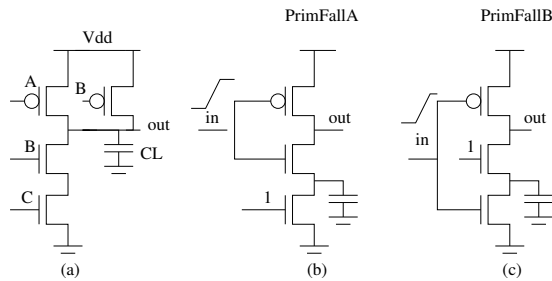 PrimFallA
PrimFallB
Vdd
A
B
out
CL
B
C
(a)
in
out
1
(b)
in
out
1
(c)